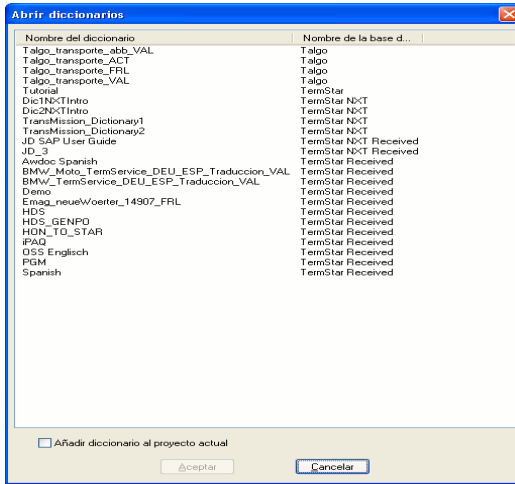 Abrir diccionarios
Nombre del diccionario Nombre de la base d...
Talgo_transporte_abb_VAL Talgo
Talgo_transporte_ACT Talgo
Talgo_transporte_FRL Talgo
Talgo_transporte_VAL Talgo
Tutorial TermStar
Dic1NXTIntro TermStar NXT
Dic2NXTIntro TermStar NXT
TransMission_Dictionary1 TermStar NXT
TransMission_Dictionary2 TermStar NXT
JD SAP User Guide TermStar NXT Received
JD_3 TermStar NXT Received
Awdoc Spanish TermStar Received
BMW_Moto_TermService_DEU_ESP_Traduccion_VAL TermStar Received
BMW_TermService_DEU_ESP_Traduccion_VAL TermStar Received
Demo TermStar Received
Emag_neueWoerter_14907_FRL TermStar Received
HDS TermStar Received
HDS_GENPO TermStar Received
HON_TO_STAR TermStar Received
iPAQ TermStar Received
OSS Englisch TermStar Received
PGM TermStar Received
Spanish TermStar Received
Añadir diccionario al proyecto actual
Aceptar Cancelar